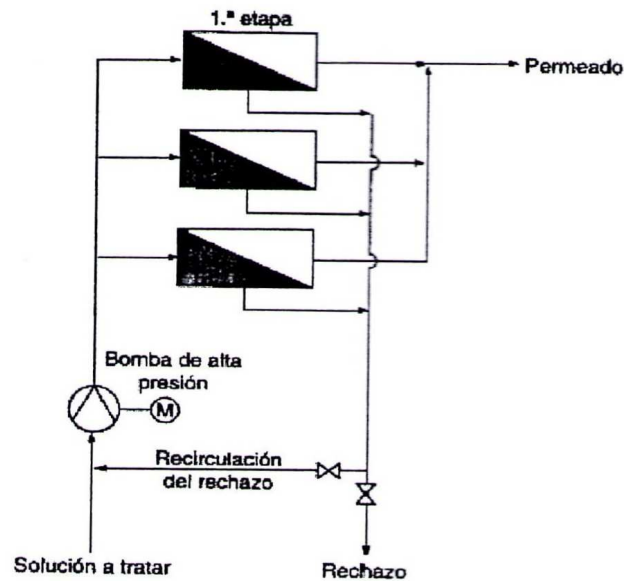 1.ª etapa
Permeado
Bomba de alta
presión
M
Recirculación
del rechazo
Solución a tratar
Rechazo